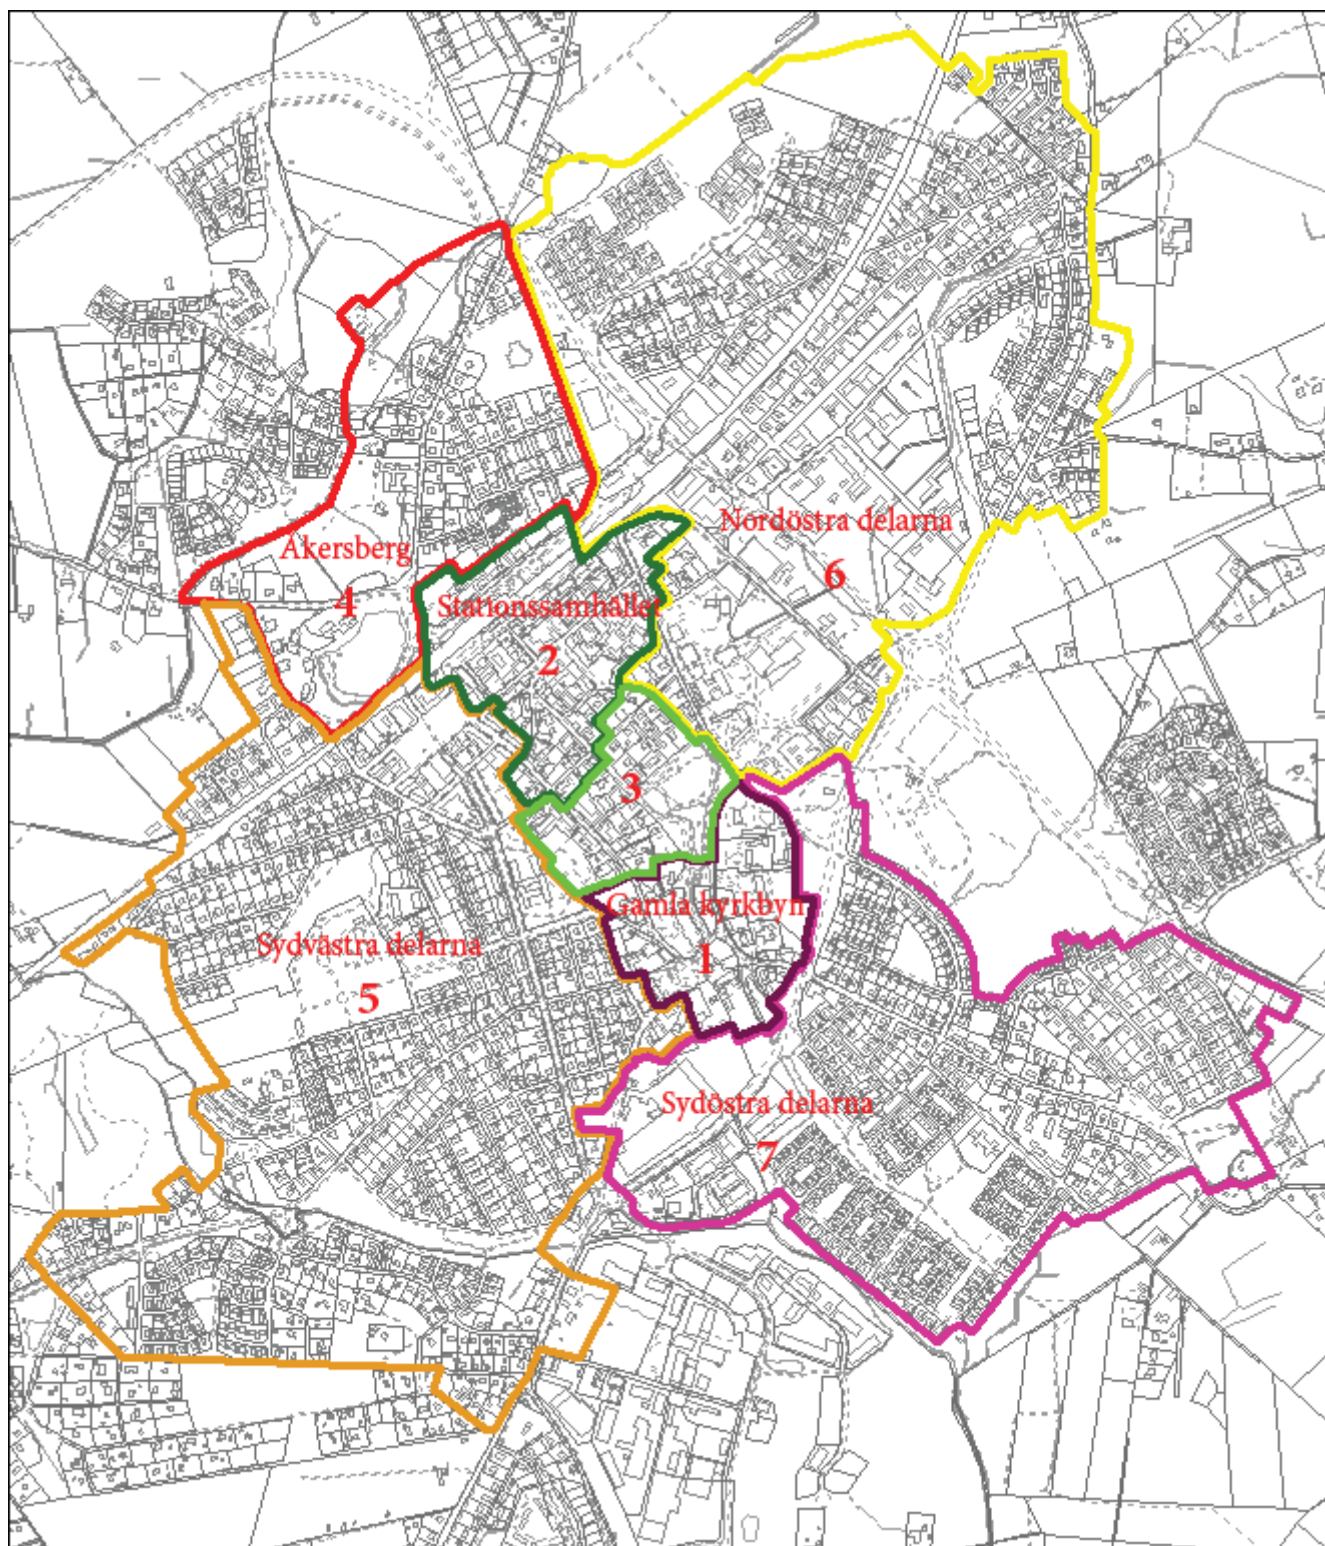 Nordöstra delarna
6
Åkersberg
4
Stationssamhället
2
3
Gamla kyrkbyn
1
Sydvästra delarna
5
Sydöstra delarna
7